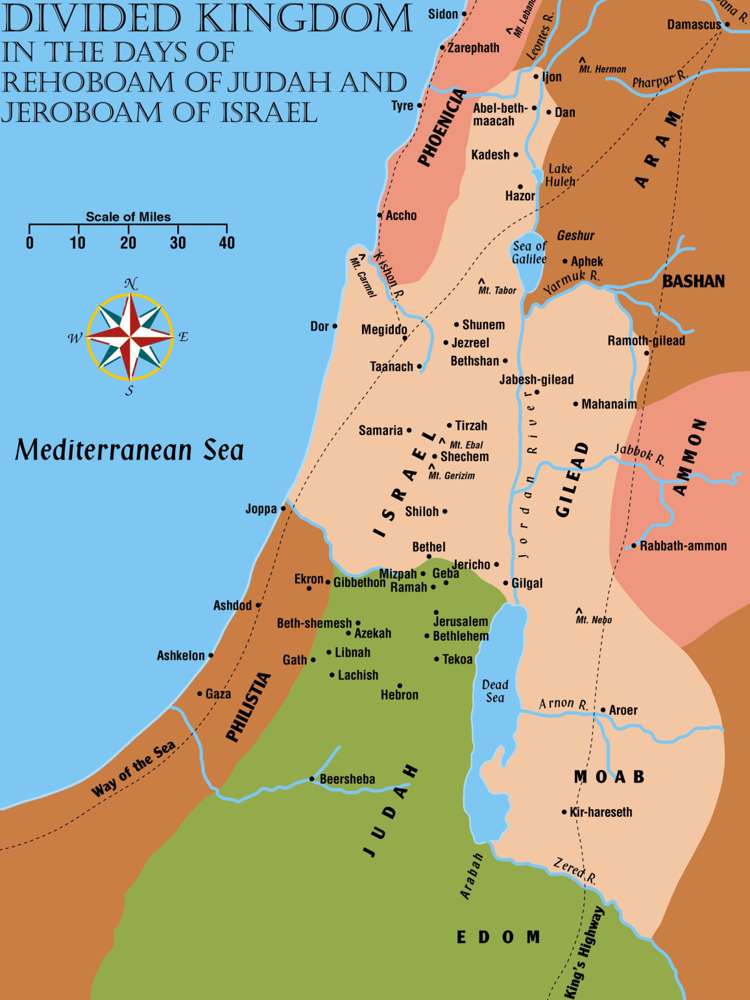 DIVIDED KINGDOM
IN THE DAYS OF
REHOBOAM OF JUDAH AND
JEROBOAM OF ISRAEL
Sidon
Mt. Leban
Leontes R.
Damascus
Zarephath
Mt. Hermon
Ijon
Pharpar R.
Tyre
PHOENICIA
Abel-beth-
maacah
Dan
ARAM
Kadesh
Lake
Huleh
Hazor
Scale of Miles
0 10 20 30 40
Accho
Geshur
Sea of
Galilee
Aphek
Mt. Carmel
Kishon R.
Yarmuk R.
BASHAN
Mt. Tabor
N
W
E
S
Dor
Megiddo
Shunem
Ramoth-gilead
Jezreel
Taanach
Bethshan
Jabesh-gilead
Mahanaim
Samaria
Tirzah
Mt. Ebal
Shechem
Mt. Gerizim
Mediterranean Sea
ISRAEL
Jordan River
GILEAD
Jabbok R.
AMMON
Joppa
Shiloh
Bethel
Rabbath-ammon
Jericho
Mizpah
Geba
Ekron
Gibbethon
Ramah
Gilgal
Ashdod
Jerusalem
Mt. Nebo
Beth-shemesh
Azekah
Bethlehem
Ashkelon
Libnah
Gath
Tekoa
Lachish
Hebron
Dead
Sea
Gaza
PHILISTIA
Arnon R.
Aroer
Way of the Sea
Beersheba
MOAB
JUDAH
Kir-hareseth
Arabah
Zered R.
EDOM
King's Highway